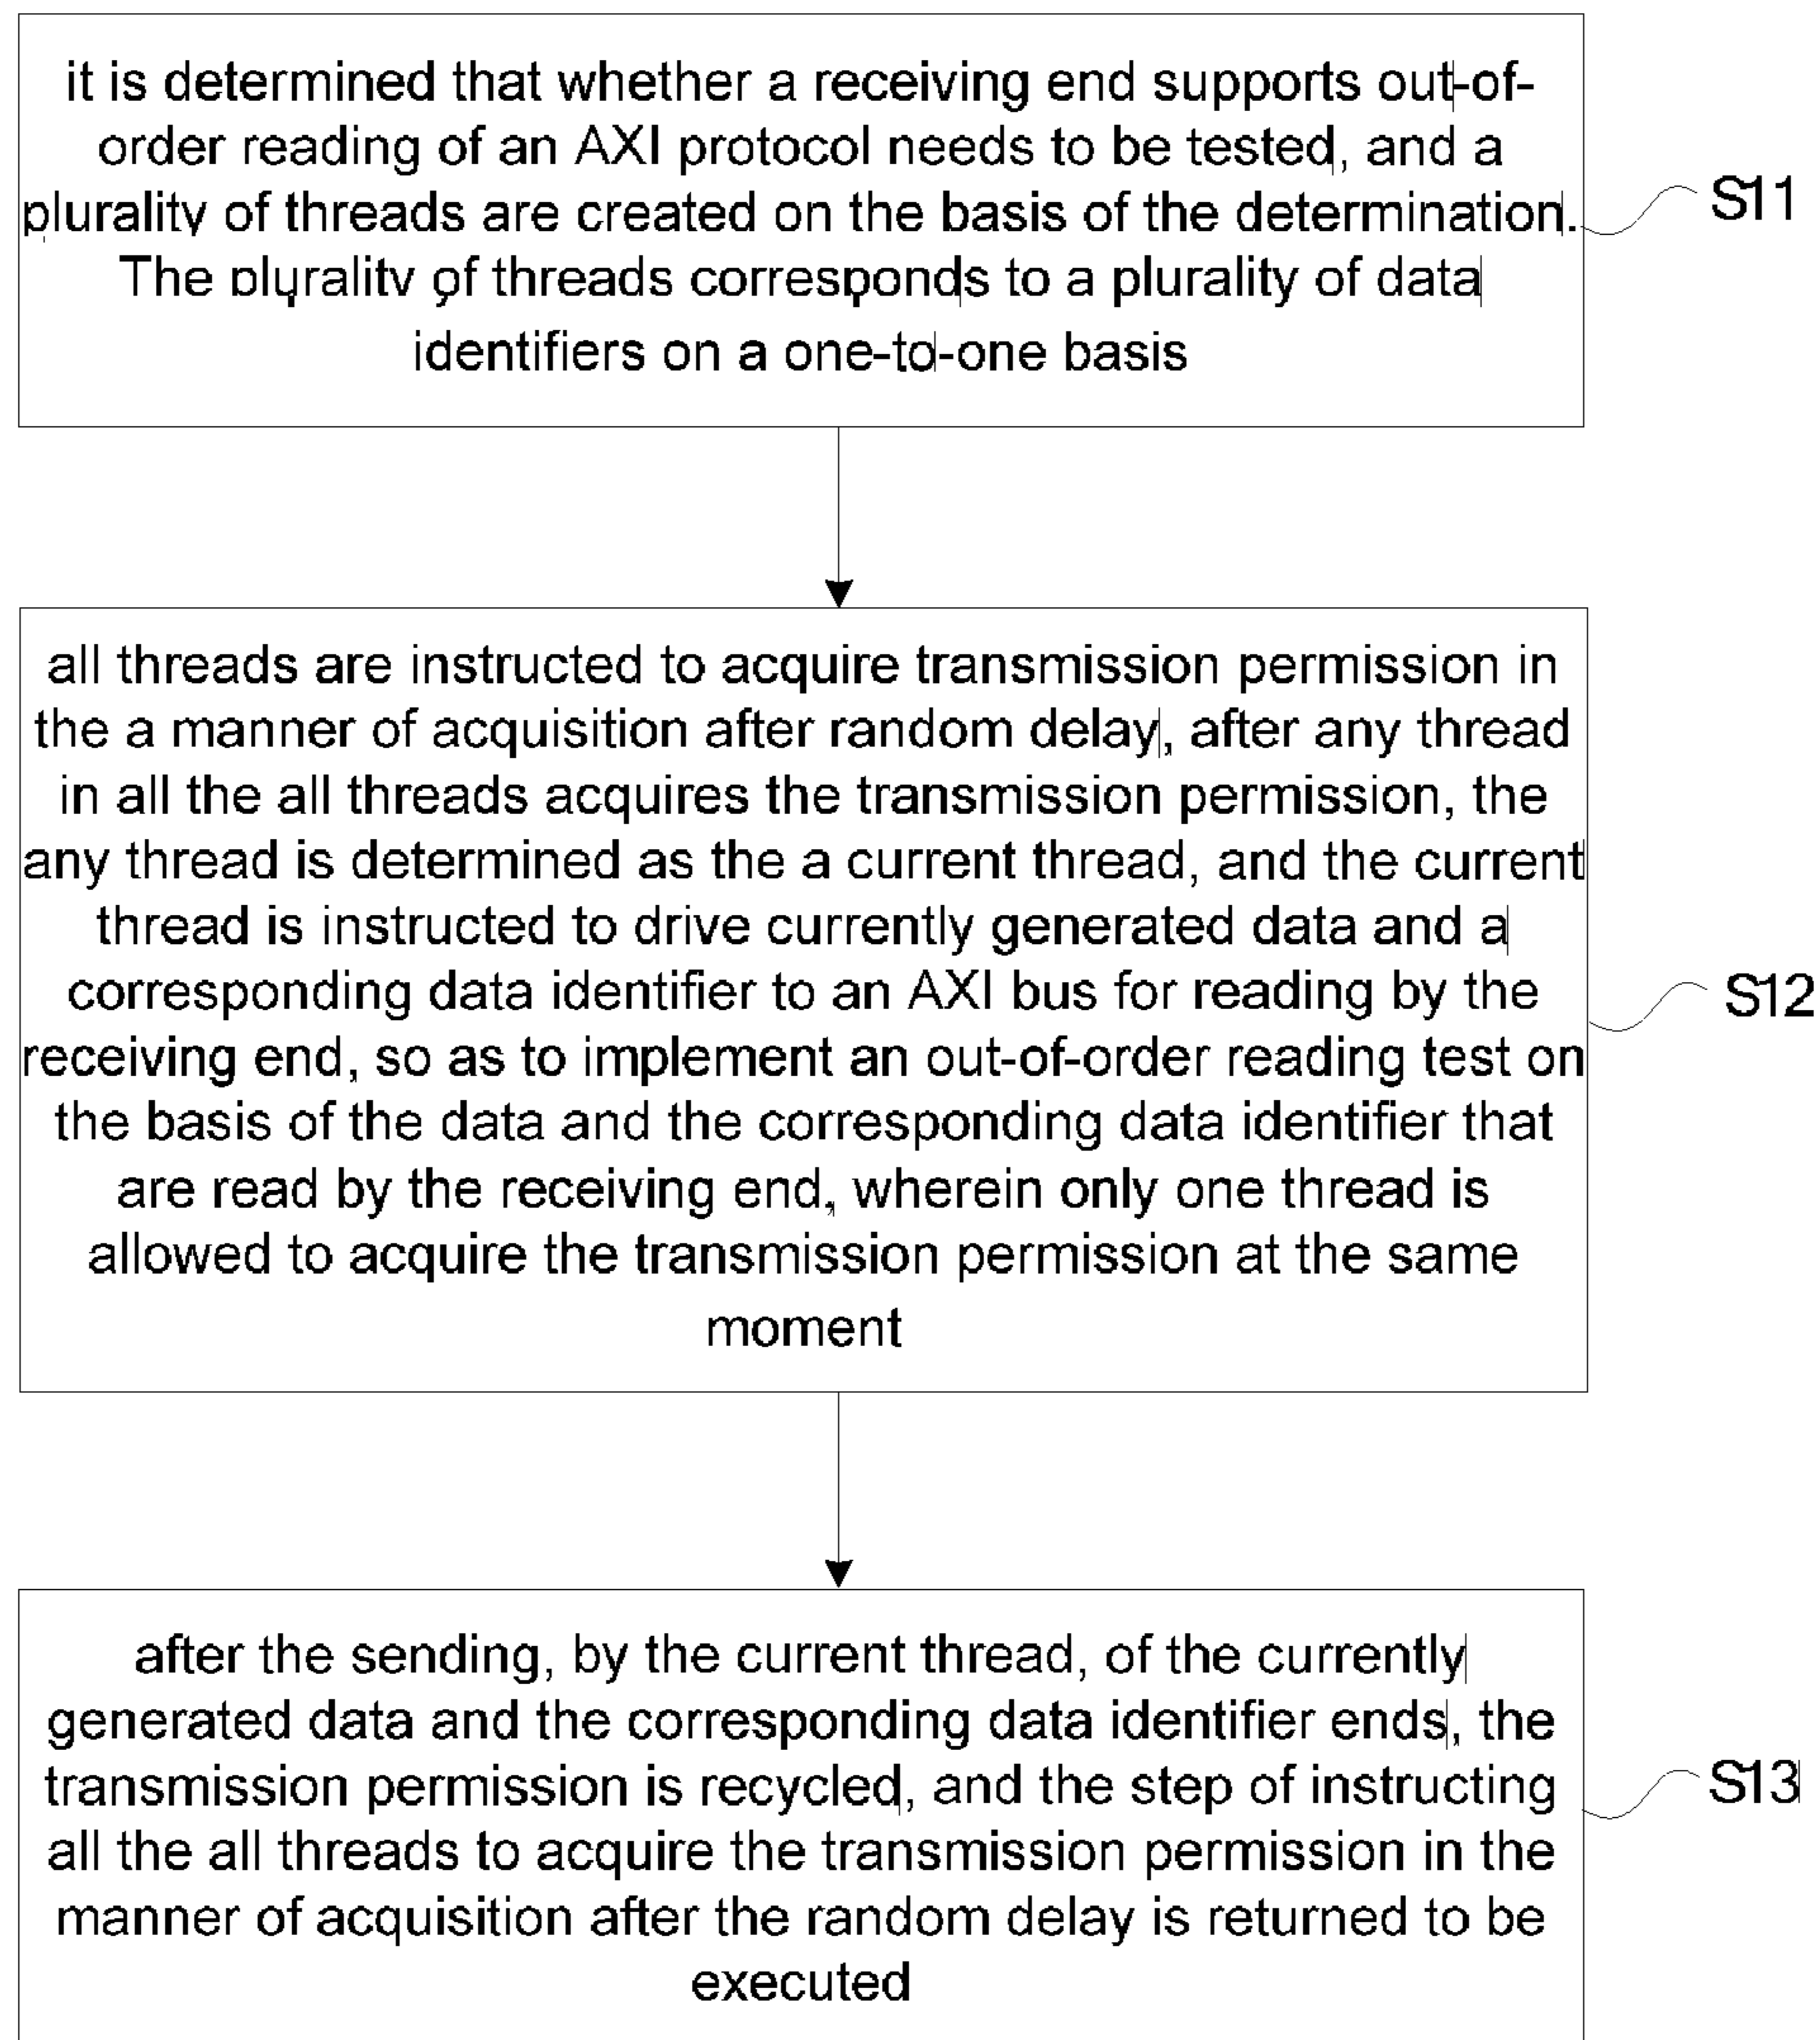 it is determined that whether a receiving end supports out-of-
order reading of an AXI protocol needs to be tested, and a
plurality of threads are created on the basis of the determination.
The plurality of threads corresponds to a plurality of data
identifiers on a one-to-one basis
S11
all threads are instructed to acquire transmission permission in
the a manner of acquisition after random delay, after any thread
in all the all threads acquires the transmission permission, the
any thread is determined as the a current thread, and the current
thread is instructed to drive currently generated data and a
corresponding data identifier to an AXI bus for reading by the
receiving end, so as to implement an out-of-order reading test on
the basis of the data and the corresponding data identifier that
are read by the receiving end, wherein only one thread is
allowed to acquire the transmission permission at the same
moment
S12
after the sending, by the current thread, of the currently
generated data and the corresponding data identifier ends, the
transmission permission is recycled, and the step of instructing
all the all threads to acquire the transmission permission in the
manner of acquisition after the random delay is returned to be
executed
S13